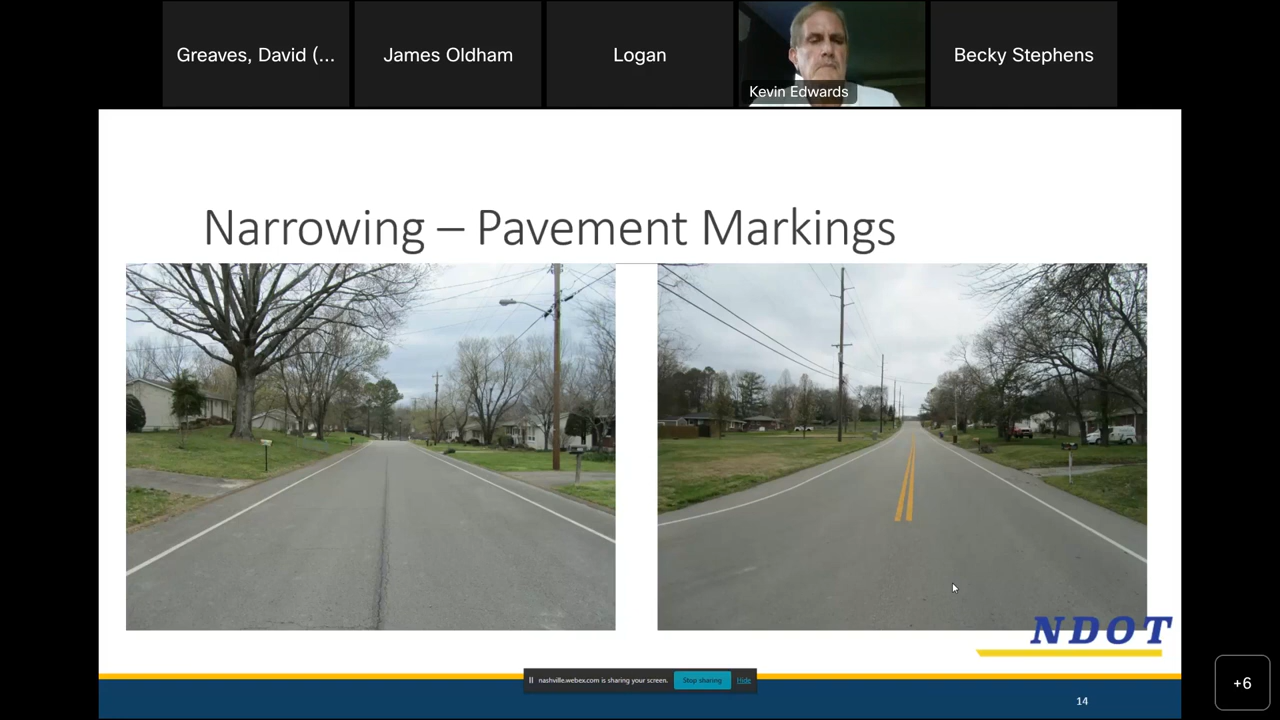 Greaves, David (...
James Oldham
Logan
Kevin Edwards
Becky Stephens
Narrowing – Pavement Markings
NDOT
nashville.webex.com is sharing your screen.
Stop sharing
Hide
14
+6